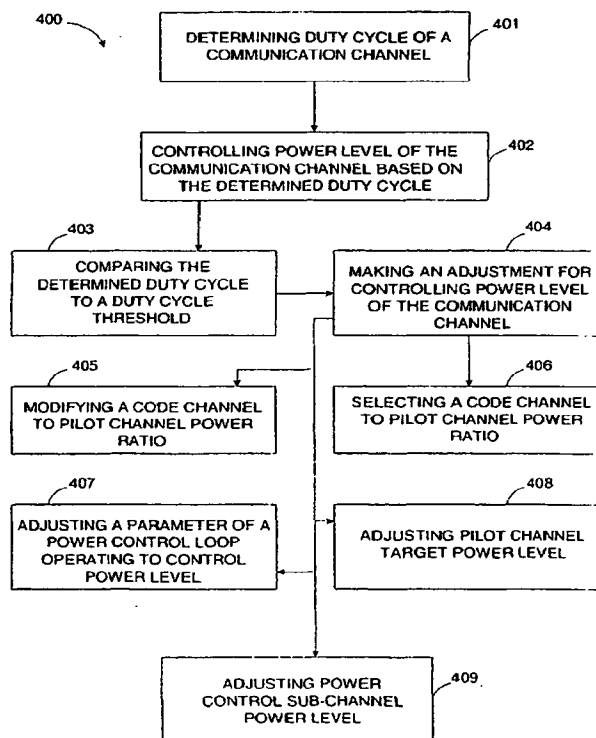 400
401
DETERMINING DUTY CYCLE OF A
COMMUNICATION CHANNEL
402
CONTROLLING POWER LEVEL OF THE
COMMUNICATION CHANNEL BASED ON
THE DETERMINED DUTY CYCLE
403
COMPARING THE
DETERMINED DUTY CYCLE
TO A DUTY CYCLE
THRESHOLD
404
MAKING AN ADJUSTMENT FOR
CONTROLLING POWER LEVEL
OF THE COMMUNICATION
CHANNEL
405
MODIFYING A CODE CHANNEL
TO PILOT CHANNEL POWER
RATIO
406
SELECTING A CODE CHANNEL
TO PILOT CHANNEL POWER
RATIO
407
ADJUSTING A PARAMETER OF A
POWER CONTROL LOOP
OPERATING TO CONTROL
POWER LEVEL
408
ADJUSTING PILOT CHANNEL
TARGET POWER LEVEL
409
ADJUSTING POWER
CONTROL SUB-CHANNEL
POWER LEVEL